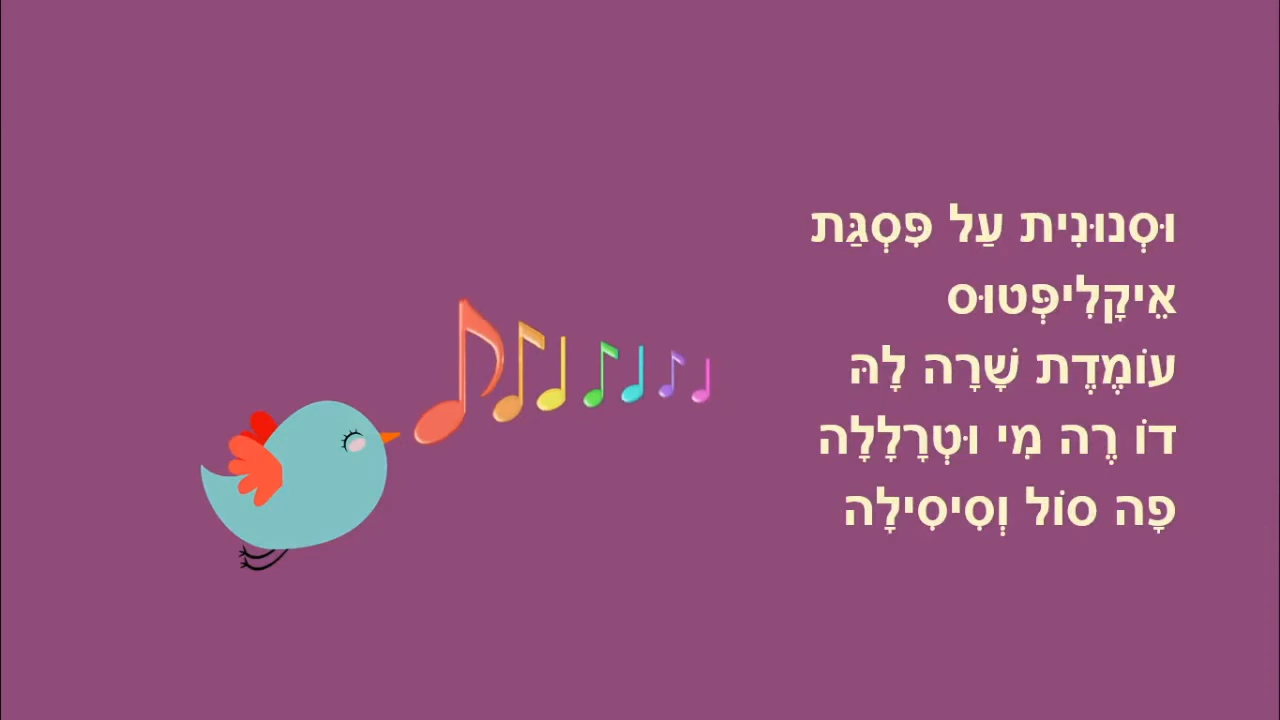 וּסְנוּנִית עַל פִּסְגַּת
אֵיקָלִיפְּטוּס
עוֹמֶדֶת שָׁרָה לָהּ
דוֹ רֶה מִי וּטְרָלָלָה
פָה סוֹל וְסִיסִילָה